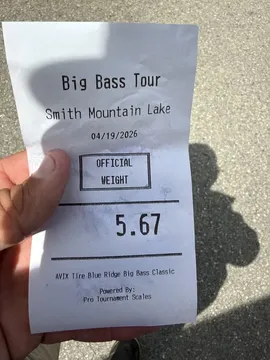 Big Bass Tour
Smith Mountain Lake
04/19/2026
OFFICIAL
WEIGHT
5.67
AVIX Tire Blue Ridge Big Bass Classic
Powered By:
Pro Tournament Scales